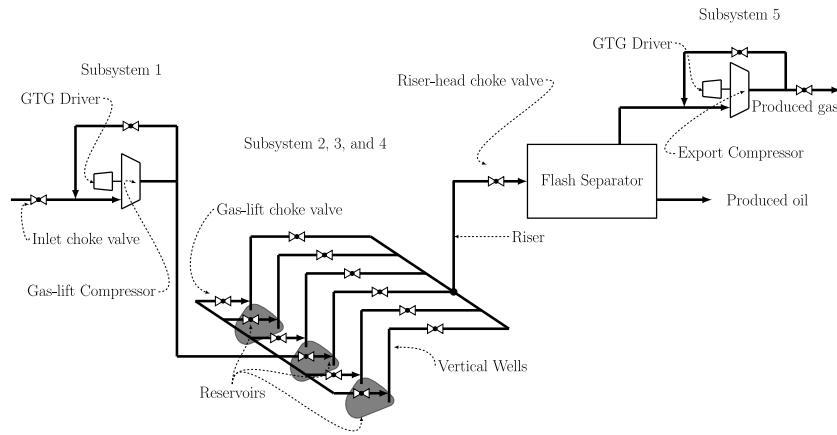 Subsystem 5
GTG Driver
Subsystem 1
Riser-head choke valve
GTG Driver
Produced gas
Subsystem 2, 3, and 4
Export Compressor
Flash Separator
Produced oil
Gas-lift choke valve
Inlet choke valve
Riser
Gas-lift Compressor
Vertical Wells
Reservoirs